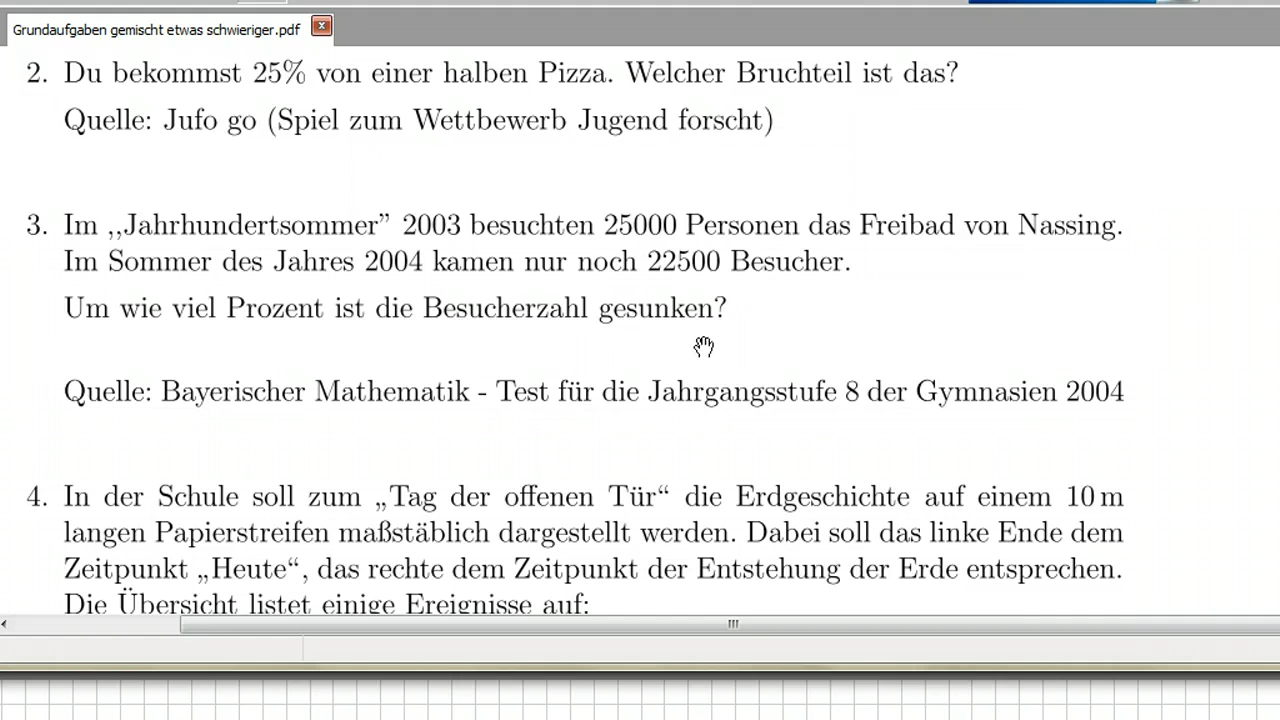 Grundaufgaben gemischt etwas schwieriger.pdf
2. Du bekommst 25% von einer halben Pizza. Welcher Bruchteil ist das?
Quelle: Jufo go (Spiel zum Wettbewerb Jugend forscht)
3. Im ,,Jahrhundertsommer” 2003 besuchten 25000 Personen das Freibad von Nassing.
Im Sommer des Jahres 2004 kamen nur noch 22500 Besucher.
Um wie viel Prozent ist die Besucherzahl gesunken?
Quelle: Bayerischer Mathematik - Test für die Jahrgangsstufe 8 der Gymnasien 2004
4. In der Schule soll zum „Tag der offenen Tür“ die Erdgeschichte auf einem 10 m
langen Papierstreifen maßstäblich dargestellt werden. Dabei soll das linke Ende dem
Zeitpunkt „Heute“, das rechte dem Zeitpunkt der Entstehung der Erde entsprechen.
Die Übersicht listet einige Ereignisse auf: